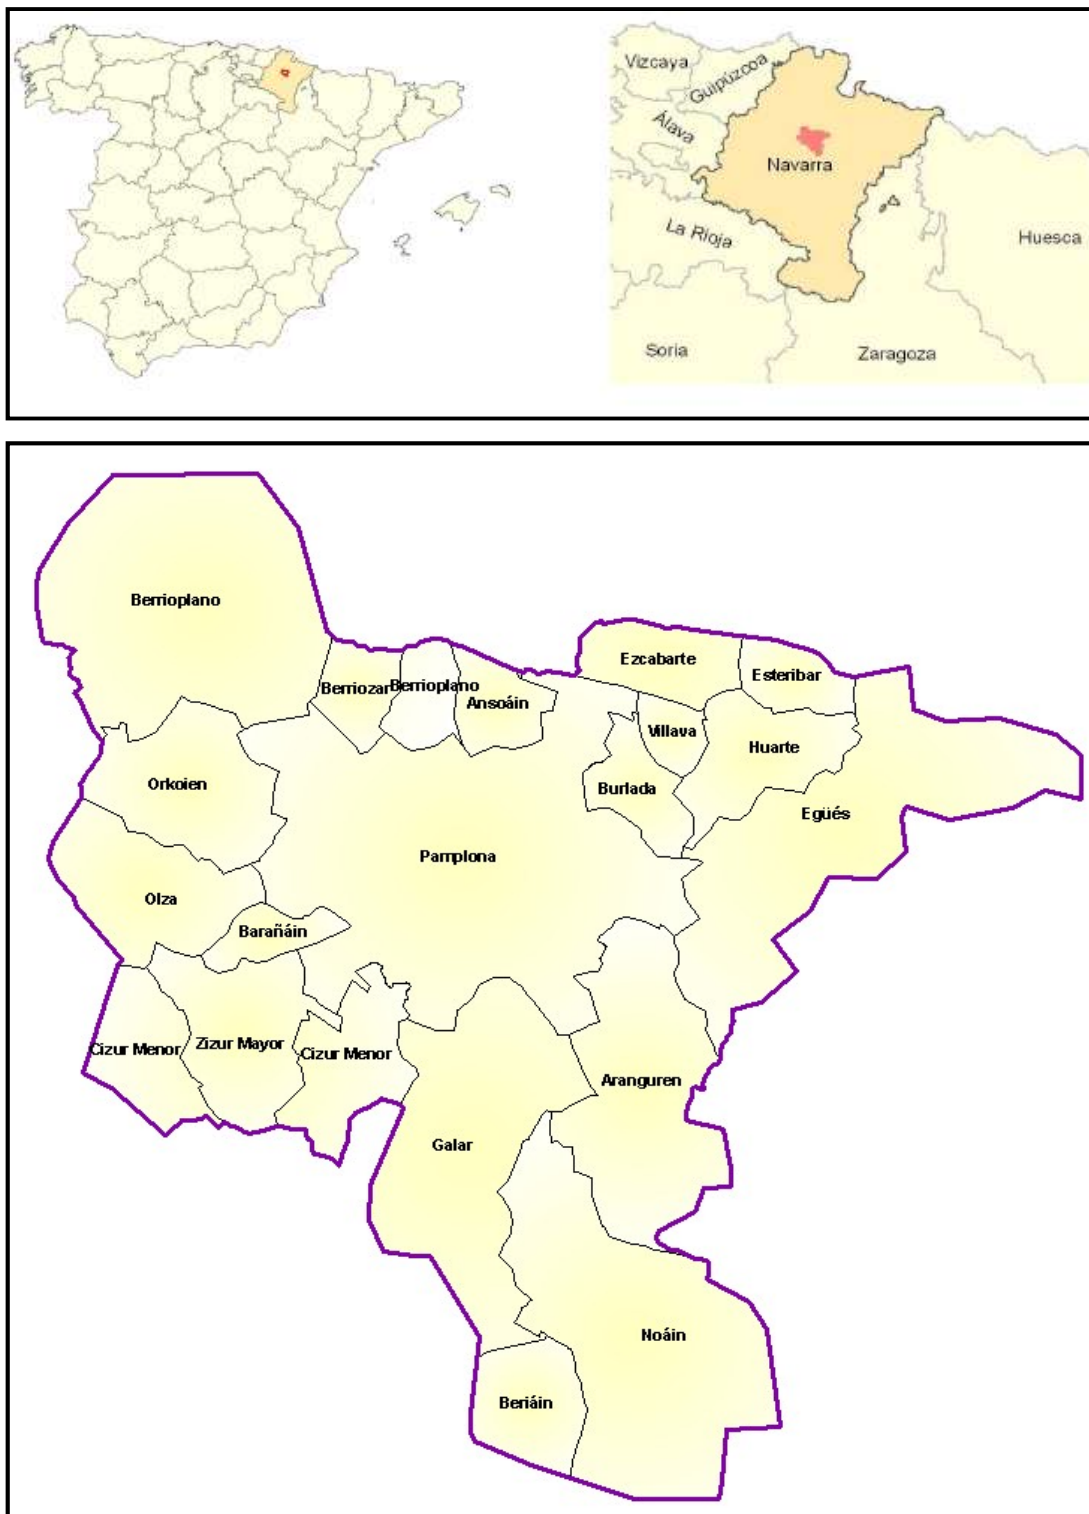 Vizcaya
Guipúzcoa
Álava
Navarra
La Rioja
Huesca
Soria
Zaragoza
Berrioplano
Ezcabarte
Esteribar
Berriozar
Berrioplano
Ansoáin
Villava
Huarte
Orkoien
Burlada
Egüés
Pamplona
Olza
Barañáin
Cizur Menor
Zizur Mayor
Cizur Menor
Aranguren
Galar
Noáin
Beriáin